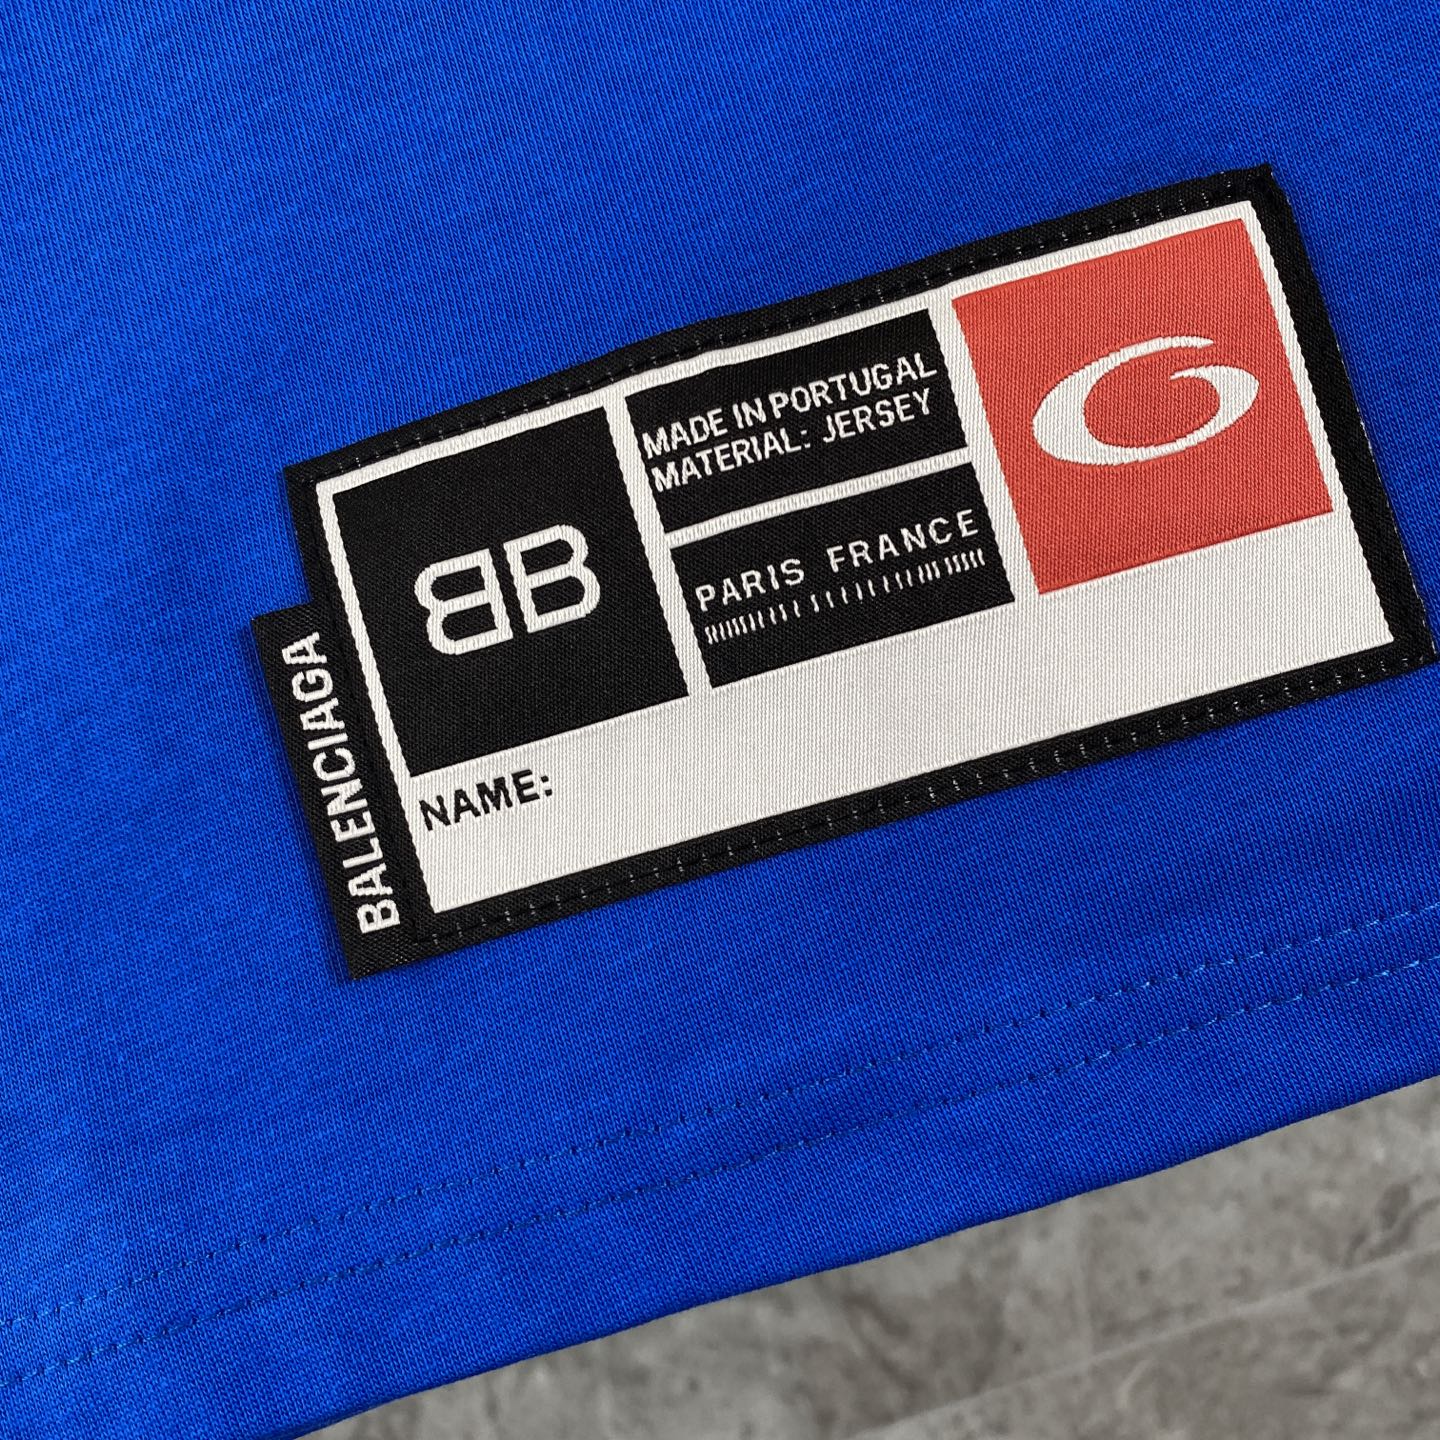 BB
MADE IN PORTUGAL
MATERIAL: JERSEY
PARIS FRANCE
NAME:
BALENCIAGA